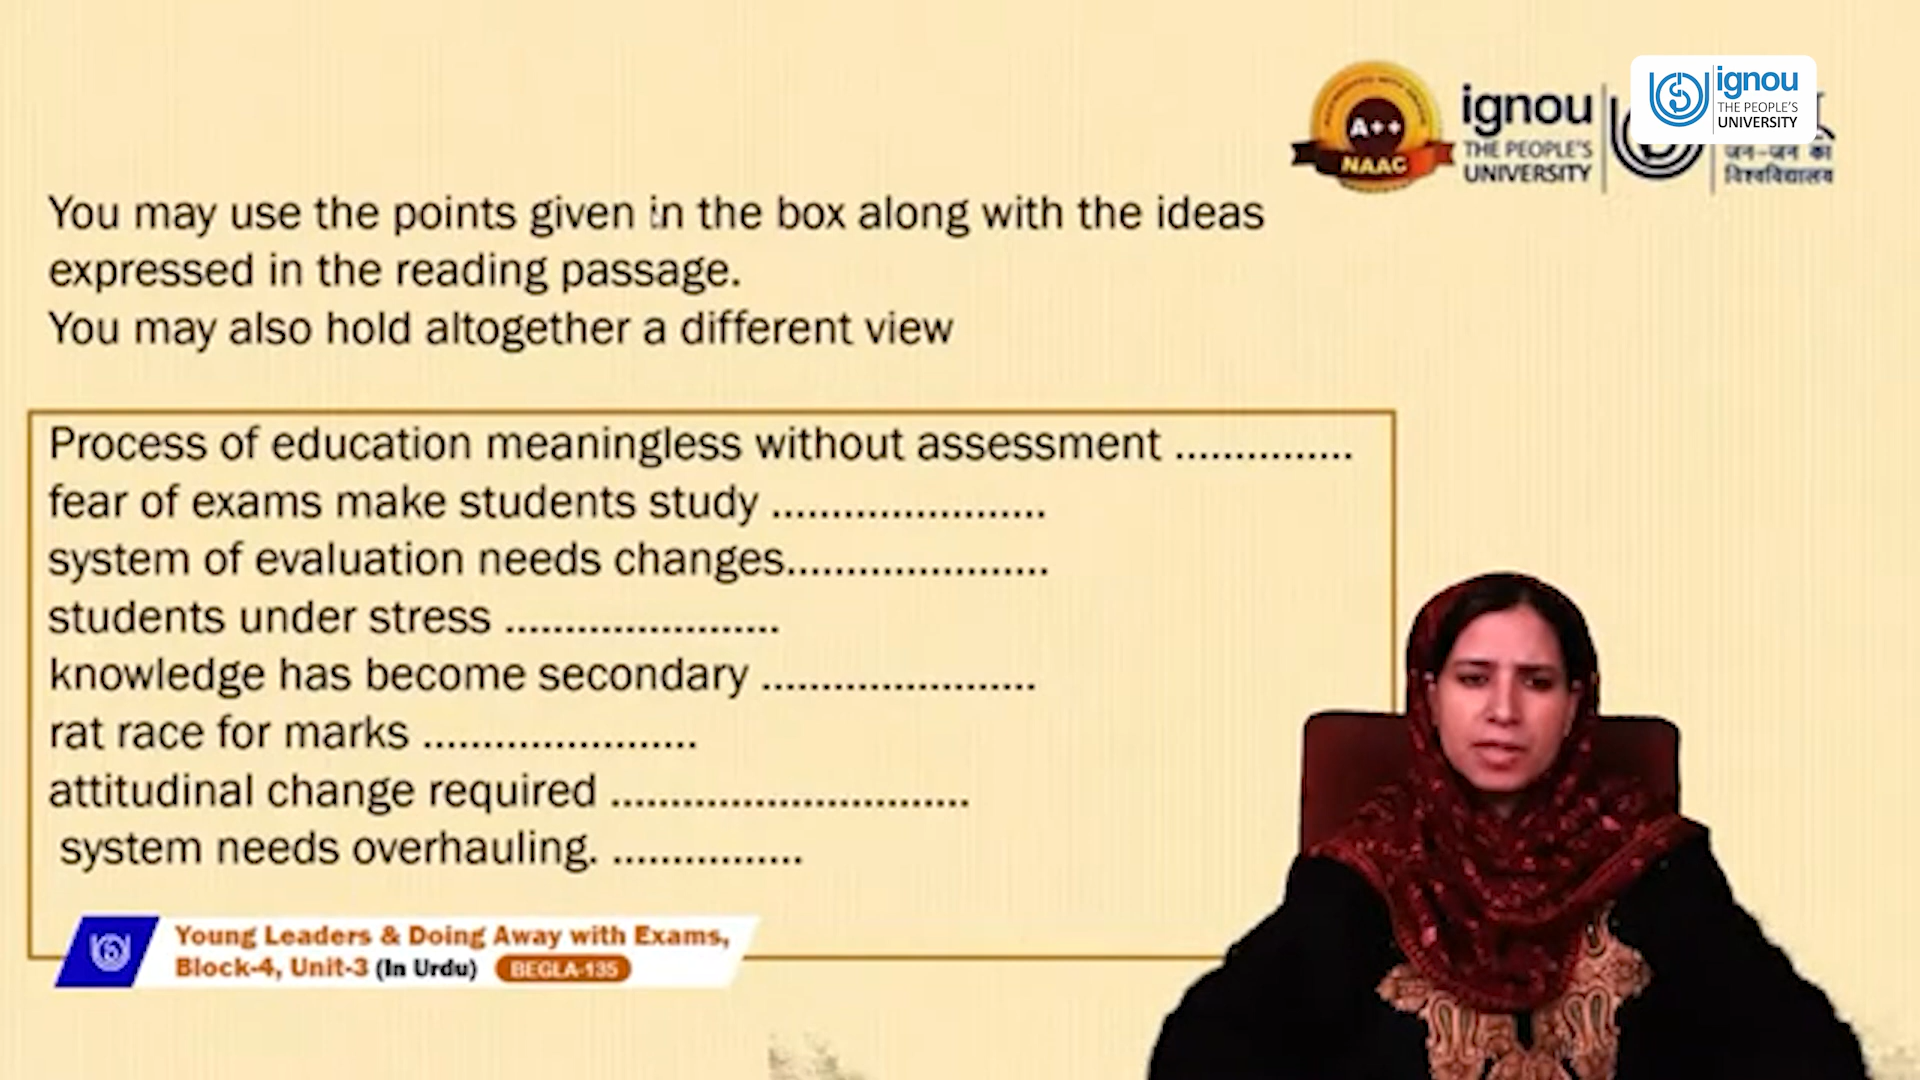 A++
NAAC
ignou
THE PEOPLE'S
UNIVERSITY
जन-जन का
विश्वविद्यालय
ignou
THE PEOPLE'S
UNIVERSITY
You may use the points given in the box along with the ideas
expressed in the reading passage.
You may also hold altogether a different view
Process of education meaningless without assessment ...............
fear of exams make students study .......................
system of evaluation needs changes......................
students under stress .......................
knowledge has become secondary .......................
rat race for marks .......................
attitudinal change required ..............................
system needs overhauling. ................
Young Leaders & Doing Away with Exams,
Block-4, Unit-3 (In Urdu) BEGLA-135